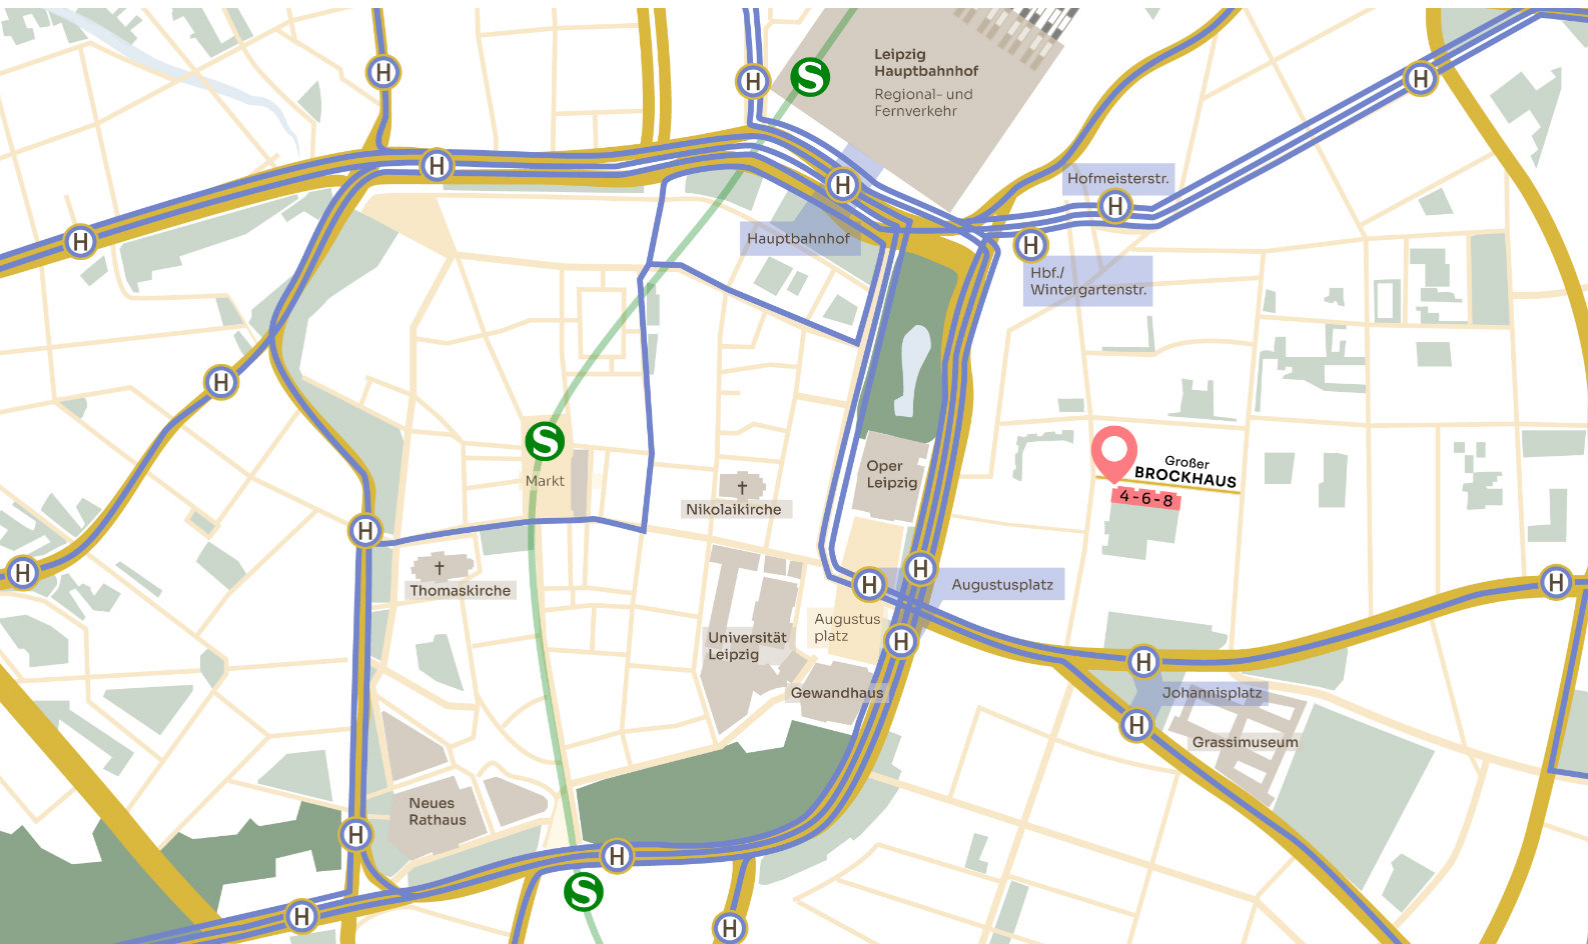 H
H
S
Leipzig
Hauptbahnhof
Regional- und
Fernverkehr
H
H
H
Hofmeisterstr.
H
H
Hauptbahnhof
H
H
Hbf./
Wintergartenstr.
H
S
Markt
Oper
Leipzig
Großer
BROCKHAUS
4-6-8
Nikolaikirche
H
H
Thomaskirche
H
H
Augustusplatz
H
Augustus
platz
Universität
Leipzig
H
H
Gewandhaus
Johannisplatz
H
Grassimuseum
Neues
Rathaus
H
H
S
H
H